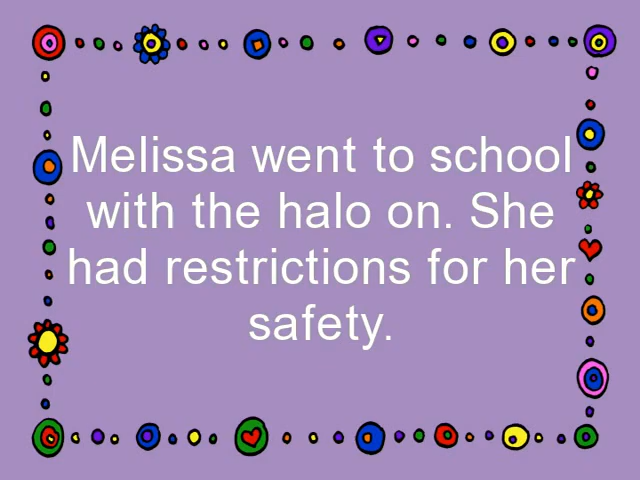 Melissa went to school
with the halo on. She
had restrictions for her
safety.